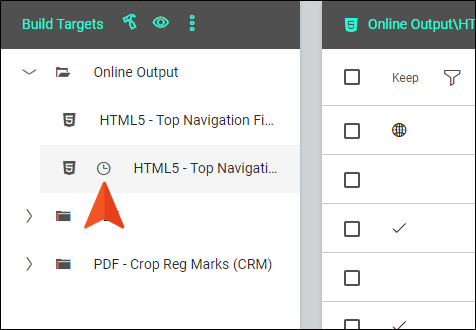 Build Targets
Online Output\HT
Online Output
Keep
HTML5 - Top Navigation Fi...
HTML5 - Top Navigati...
PDF - Crop Reg Marks (CRM)